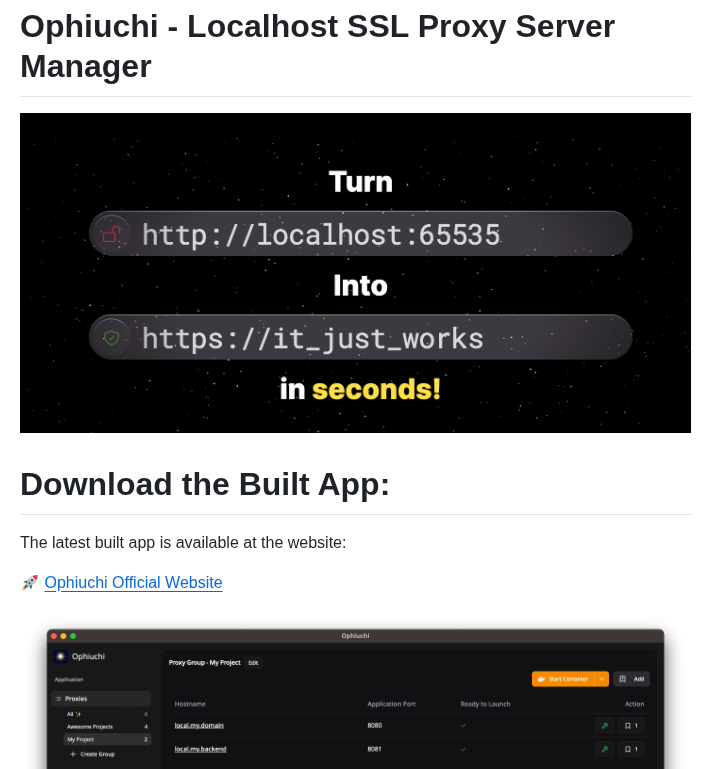 Ophiuchi - Localhost SSL Proxy Server
Manager
Turn
http://localhost:65535
Into
https://it_just_works
in seconds!
Download the Built App:
The latest built app is available at the website:
🚀 Ophiuchi Official Website
Ophiuchi
Ophiuchi
Proxy Group - My Project Edit
Application
Start Container Add
Proxies
Hostname Application Port Ready to Launch Action
All ✨ 6
local.my.domain 8080 1
Awesome Projects 4
My Project 2
local.my.backend 8081 1
+ Create Group